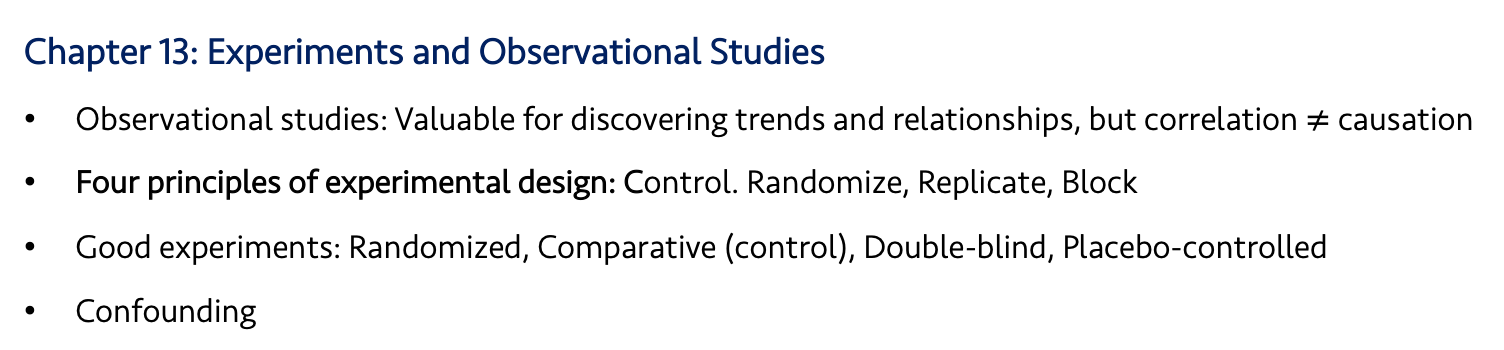 Chapter 13: Experiments and Observational Studies
• Observational studies: Valuable for discovering trends and relationships, but correlation ≠ causation
• Four principles of experimental design: Control. Randomize, Replicate, Block
• Good experiments: Randomized, Comparative (control), Double-blind, Placebo-controlled
• Confounding